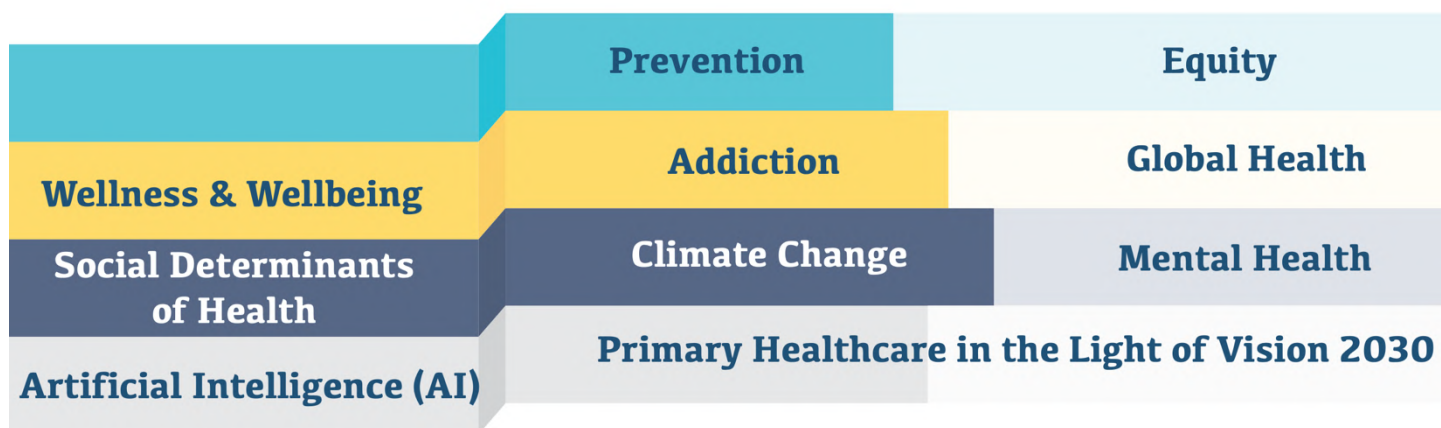 Prevention
Equity
Wellness & Wellbeing
Addiction
Global Health
Social Determinants
of Health
Climate Change
Mental Health
Artificial Intelligence (AI)
Primary Healthcare in the Light of Vision 2030